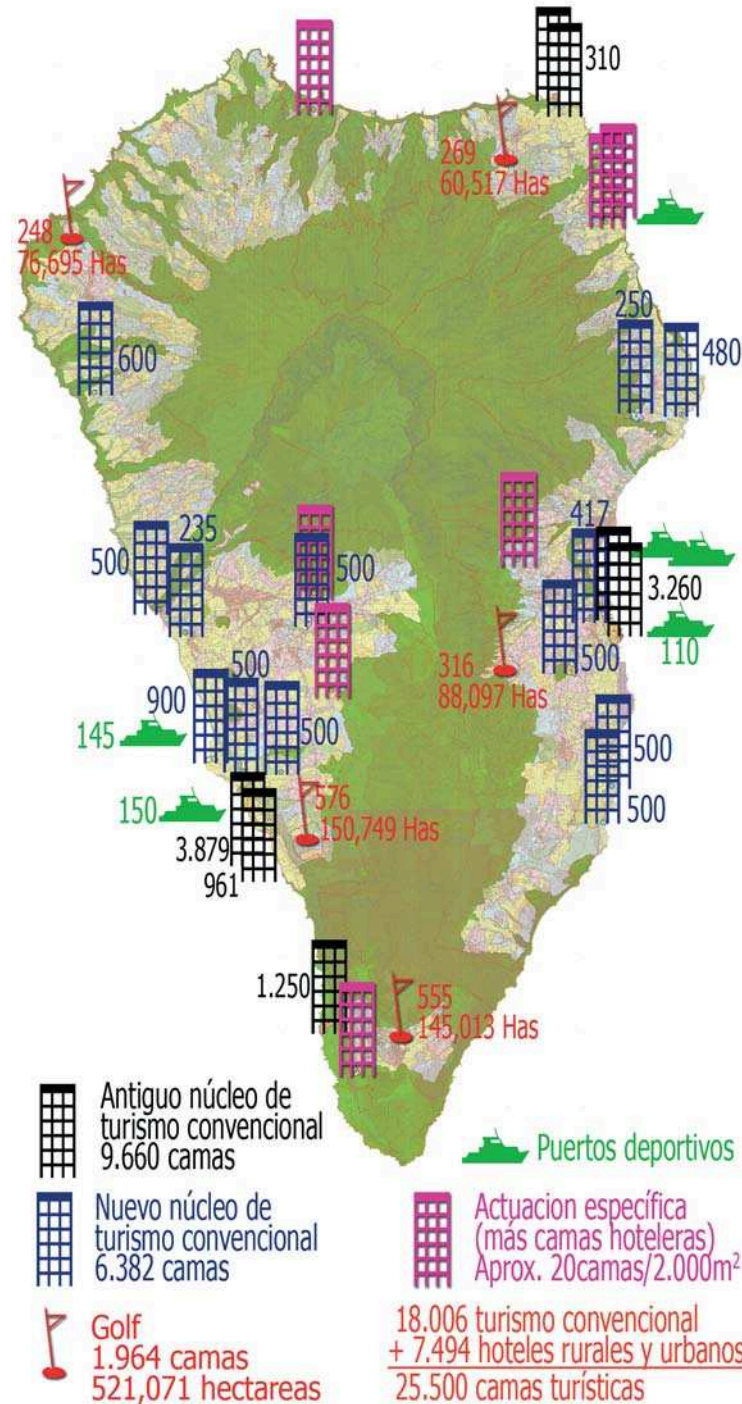 310
269
60,517 Has
248
76,695 Has
250
480
600
417
235
500
500
3.260
110
500
316
88,097 Has
500
900
500
145
500
500
576
150,749 Has
150
3.879
961
1.250
555
145,013 Has
Antiguo núcleo de
turismo convencional
9.660 camas
Puertos deportivos
Nuevo núcleo de
turismo convencional
6.382 camas
Actuacion específica
(más camas hoteleras)
Aprox. 20camas/2.000m²
Golf
1.964 camas
521,071 hectareas
18.006 turismo convencional
+ 7.494 hoteles rurales y urbanos
25.500 camas turísticas